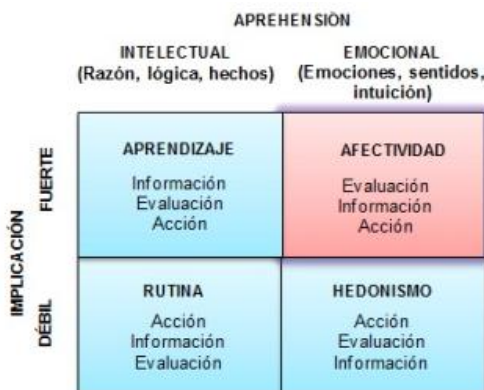 APREHENSIÒN
INTELECTUAL
(Razón, lógica, hechos)
EMOCIONAL
(Emociones, sentidos,
intuición)
IMPLICACIÓN
FUERTE
APRENDIZAJE
Información
Evaluación
Acción
AFECTIVIDAD
Evaluación
Información
Acción
DÉBIL
RUTINA
Acción
Información
Evaluación
HEDONISMO
Acción
Evaluación
Información